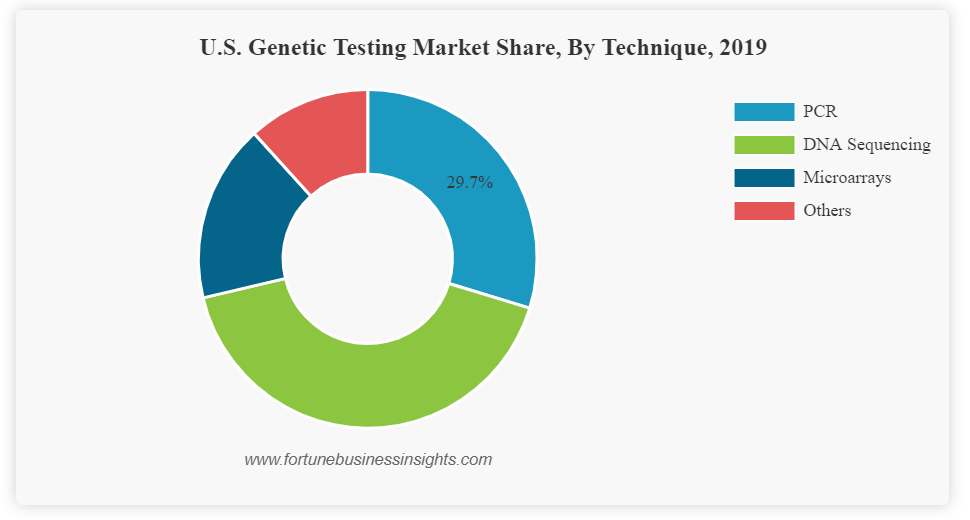 U.S. Genetic Testing Market Share, By Technique, 2019
PCR
DNA Sequencing
Microarrays
Others
29.7%
www.fortunebusinessinsights.com